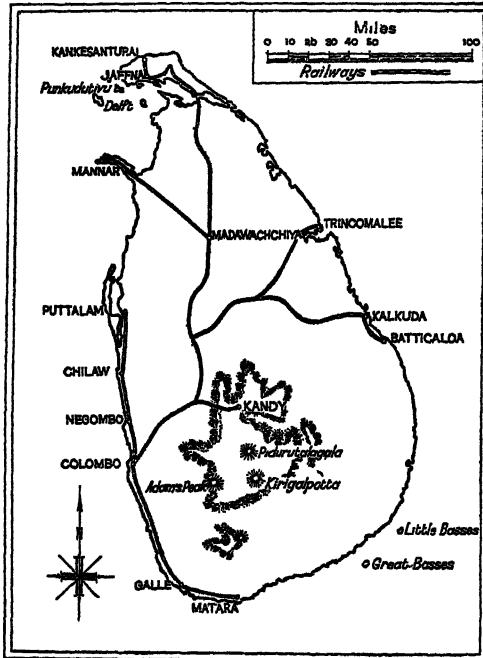 Miles
0 10 20 30 40 50 100
Railways
KANKESANTURAI
JAFFNA
Punkudutivu
Delft
MANNAR
MADAWACHCHIYA
TRINCOMALEE
PUTTALAM
KALKUDA
BATTICALOA
CHILAW
KANDY
NEGOMBO
Pidurutalagala
COLOMBO
Adam's Peak
Kirigalpotta
Little Basses
Great Basses
GALLE
MATARA